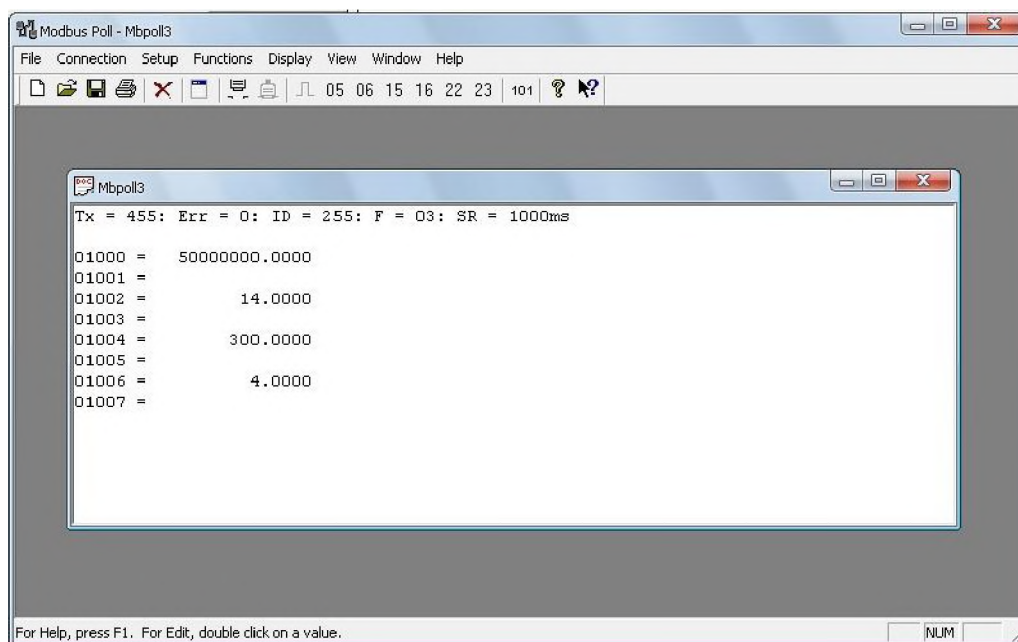 Modbus Poll - Mbpoll3
File Connection Setup Functions Display View Window Help
05 06 15 16 22 23 101
Mbpoll3
Tx = 455: Err = 0: ID = 255: F = 03: SR = 1000ms
01000 = 50000000.0000
01001 =
01002 = 14.0000
01003 =
01004 = 300.0000
01005 =
01006 = 4.0000
01007 =
For Help, press F1. For Edit, double click on a value. NUM